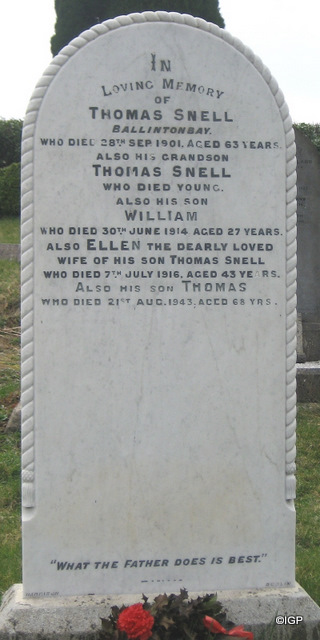 IN
LOVING MEMORY
OF
THOMAS SNELL
BALLINTONBAY.
WHO DIED 28TH SEP. 1901, AGED 63 YEARS.
ALSO HIS GRANDSON
THOMAS SNELL
WHO DIED YOUNG.
ALSO HIS SON
WILLIAM
WHO DIED 30TH JUNE 1914 AGED 27 YEARS.
ALSO ELLEN THE DEARLY LOVED
WIFE OF HIS SON THOMAS SNELL
WHO DIED 7TH JULY 1916, AGED 43 YEARS.
ALSO HIS SON THOMAS
WHO DIED 21ST AUG. 1943, AGED 68 YRS.
"WHAT THE FATHER DOES IS BEST."
©IGP